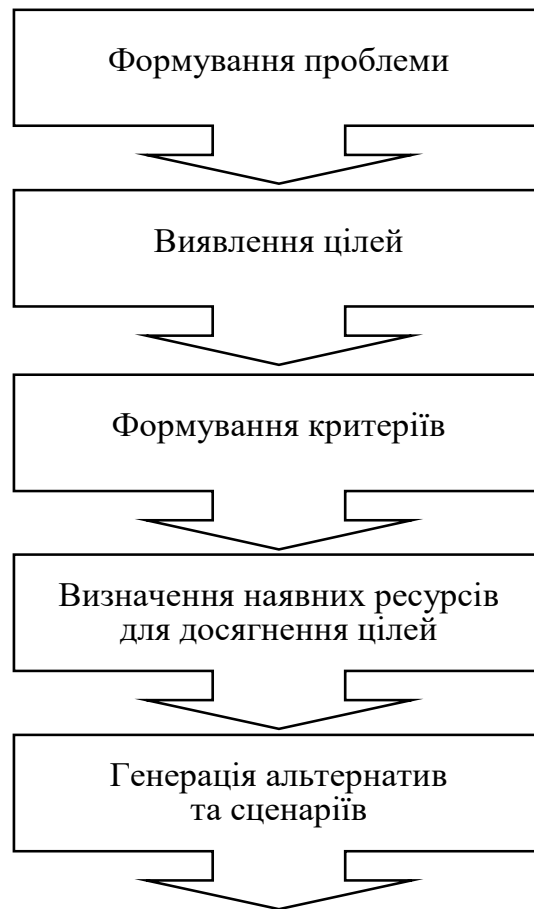 Формування проблеми
Виявлення цілей
Формування критеріїв
Визначення наявних ресурсів
для досягнення цілей
Генерація альтернатив
та сценаріїв